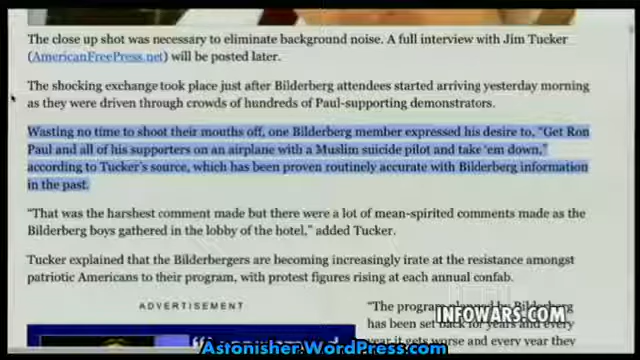 The close up shot was necessary to eliminate background noise. A full interview with Jim Tucker
(AmericanFreePress.net) will be posted later.
The shocking exchange took place just after Bilderberg attendees started arriving yesterday morning
as they were driven through crowds of hundreds of Paul-supporting demonstrators.
Wasting no time to shoot their mouths off, one Bilderberg member expressed his desire to, “Get Ron
Paul and all of his supporters on an airplane with a Muslim suicide pilot and take ‘em down,”
according to Tucker’s source, which has been proven routinely accurate with Bilderberg information
in the past.
“That was the harshest comment made but there were a lot of mean-spirited comments made as the
Bilderberg boys gathered in the lobby of the hotel,” added Tucker.
Tucker explained that the Bilderbergers are becoming increasingly irate at the resistance amongst
patriotic Americans to their program, with protest figures rising at each annual confab.
ADVERTISEMENT
“The program planned by Bilderberg
INFOWARS.COM
has been set back for years and every
year it gets worse and every year they
Astonisher.WordPress.com